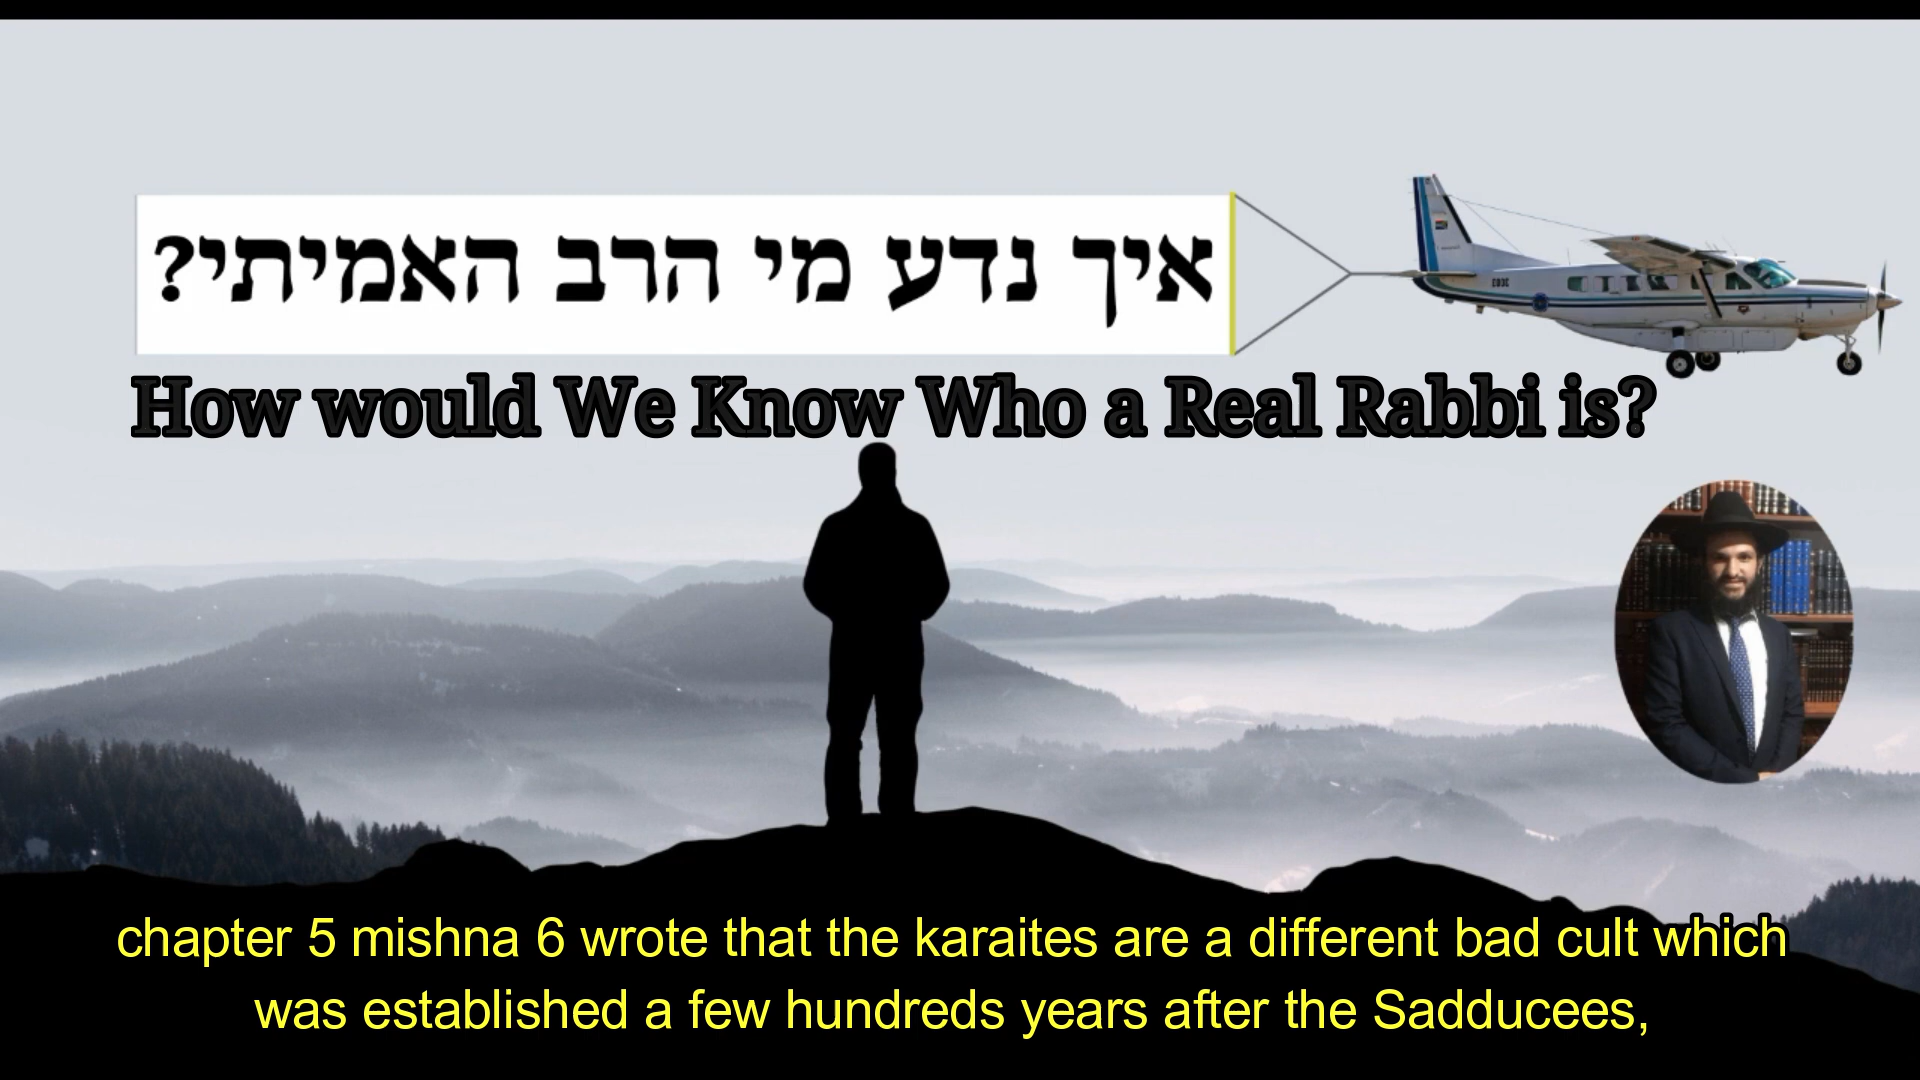 איך נדע מי הרב האמיתי?
How would We Know Who a Real Rabbi is?
chapter 5 mishna 6 wrote that the karaites are a different bad cult which
was established a few hundreds years after the Sadducees,